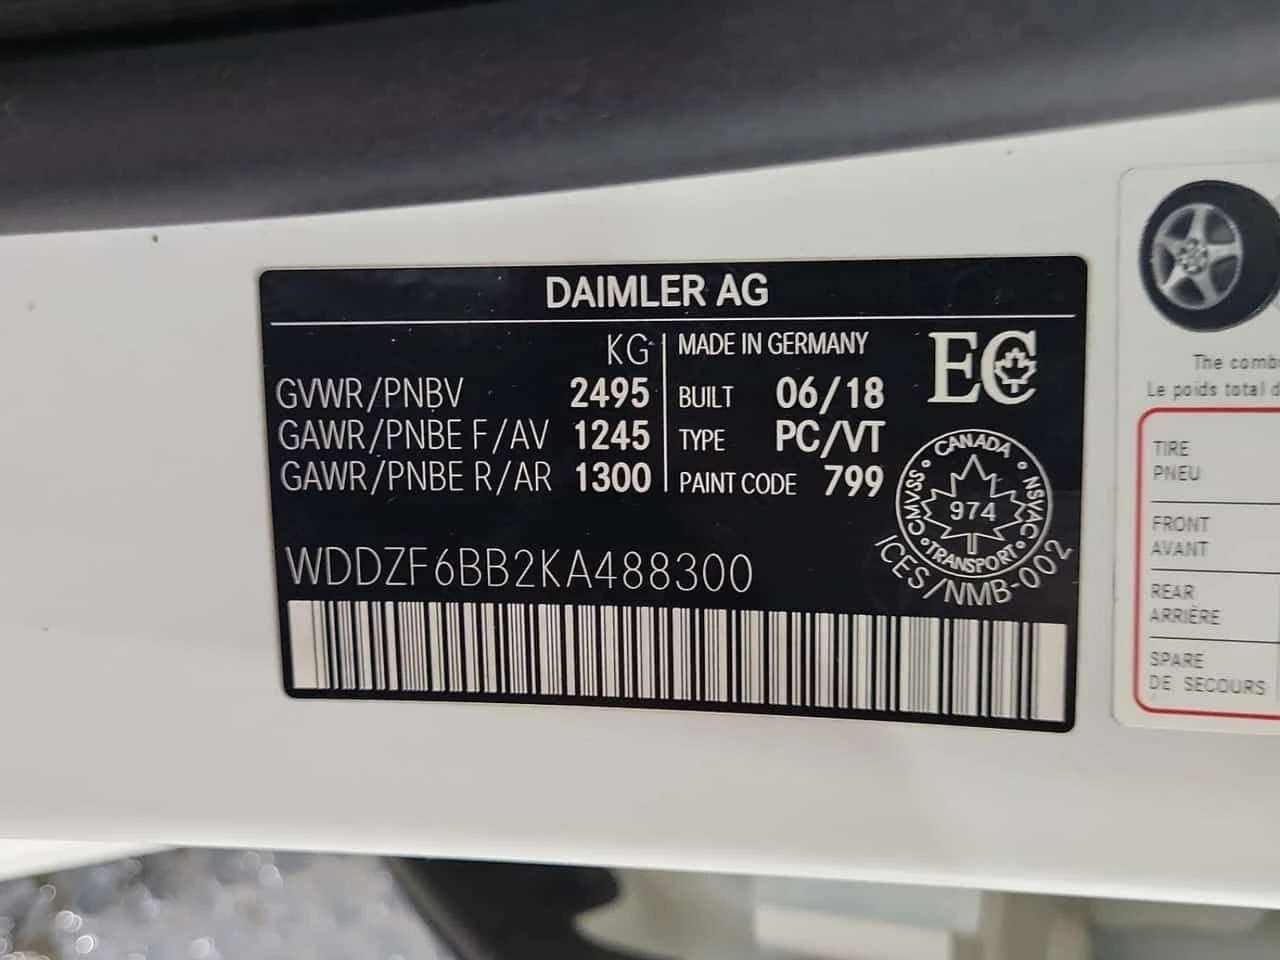 DAIMLER AG
KG
GVWR/PNBV 2495
GAWR/PNBE F/AV 1245
GAWR/PNBE R/AR 1300
MADE IN GERMANY
BUILT 06/18
TYPE PC/VT
PAINT CODE 799
EC
CANADA
CMVSS
NSVAC
974
TRANSPORT
ICES/NMB-002
WDDZF6BB2KA488300
The comb
Le poids total d
TIRE
PNEU
FRONT
AVANT
REAR
ARRIÈRE
SPARE
DE SECOURS